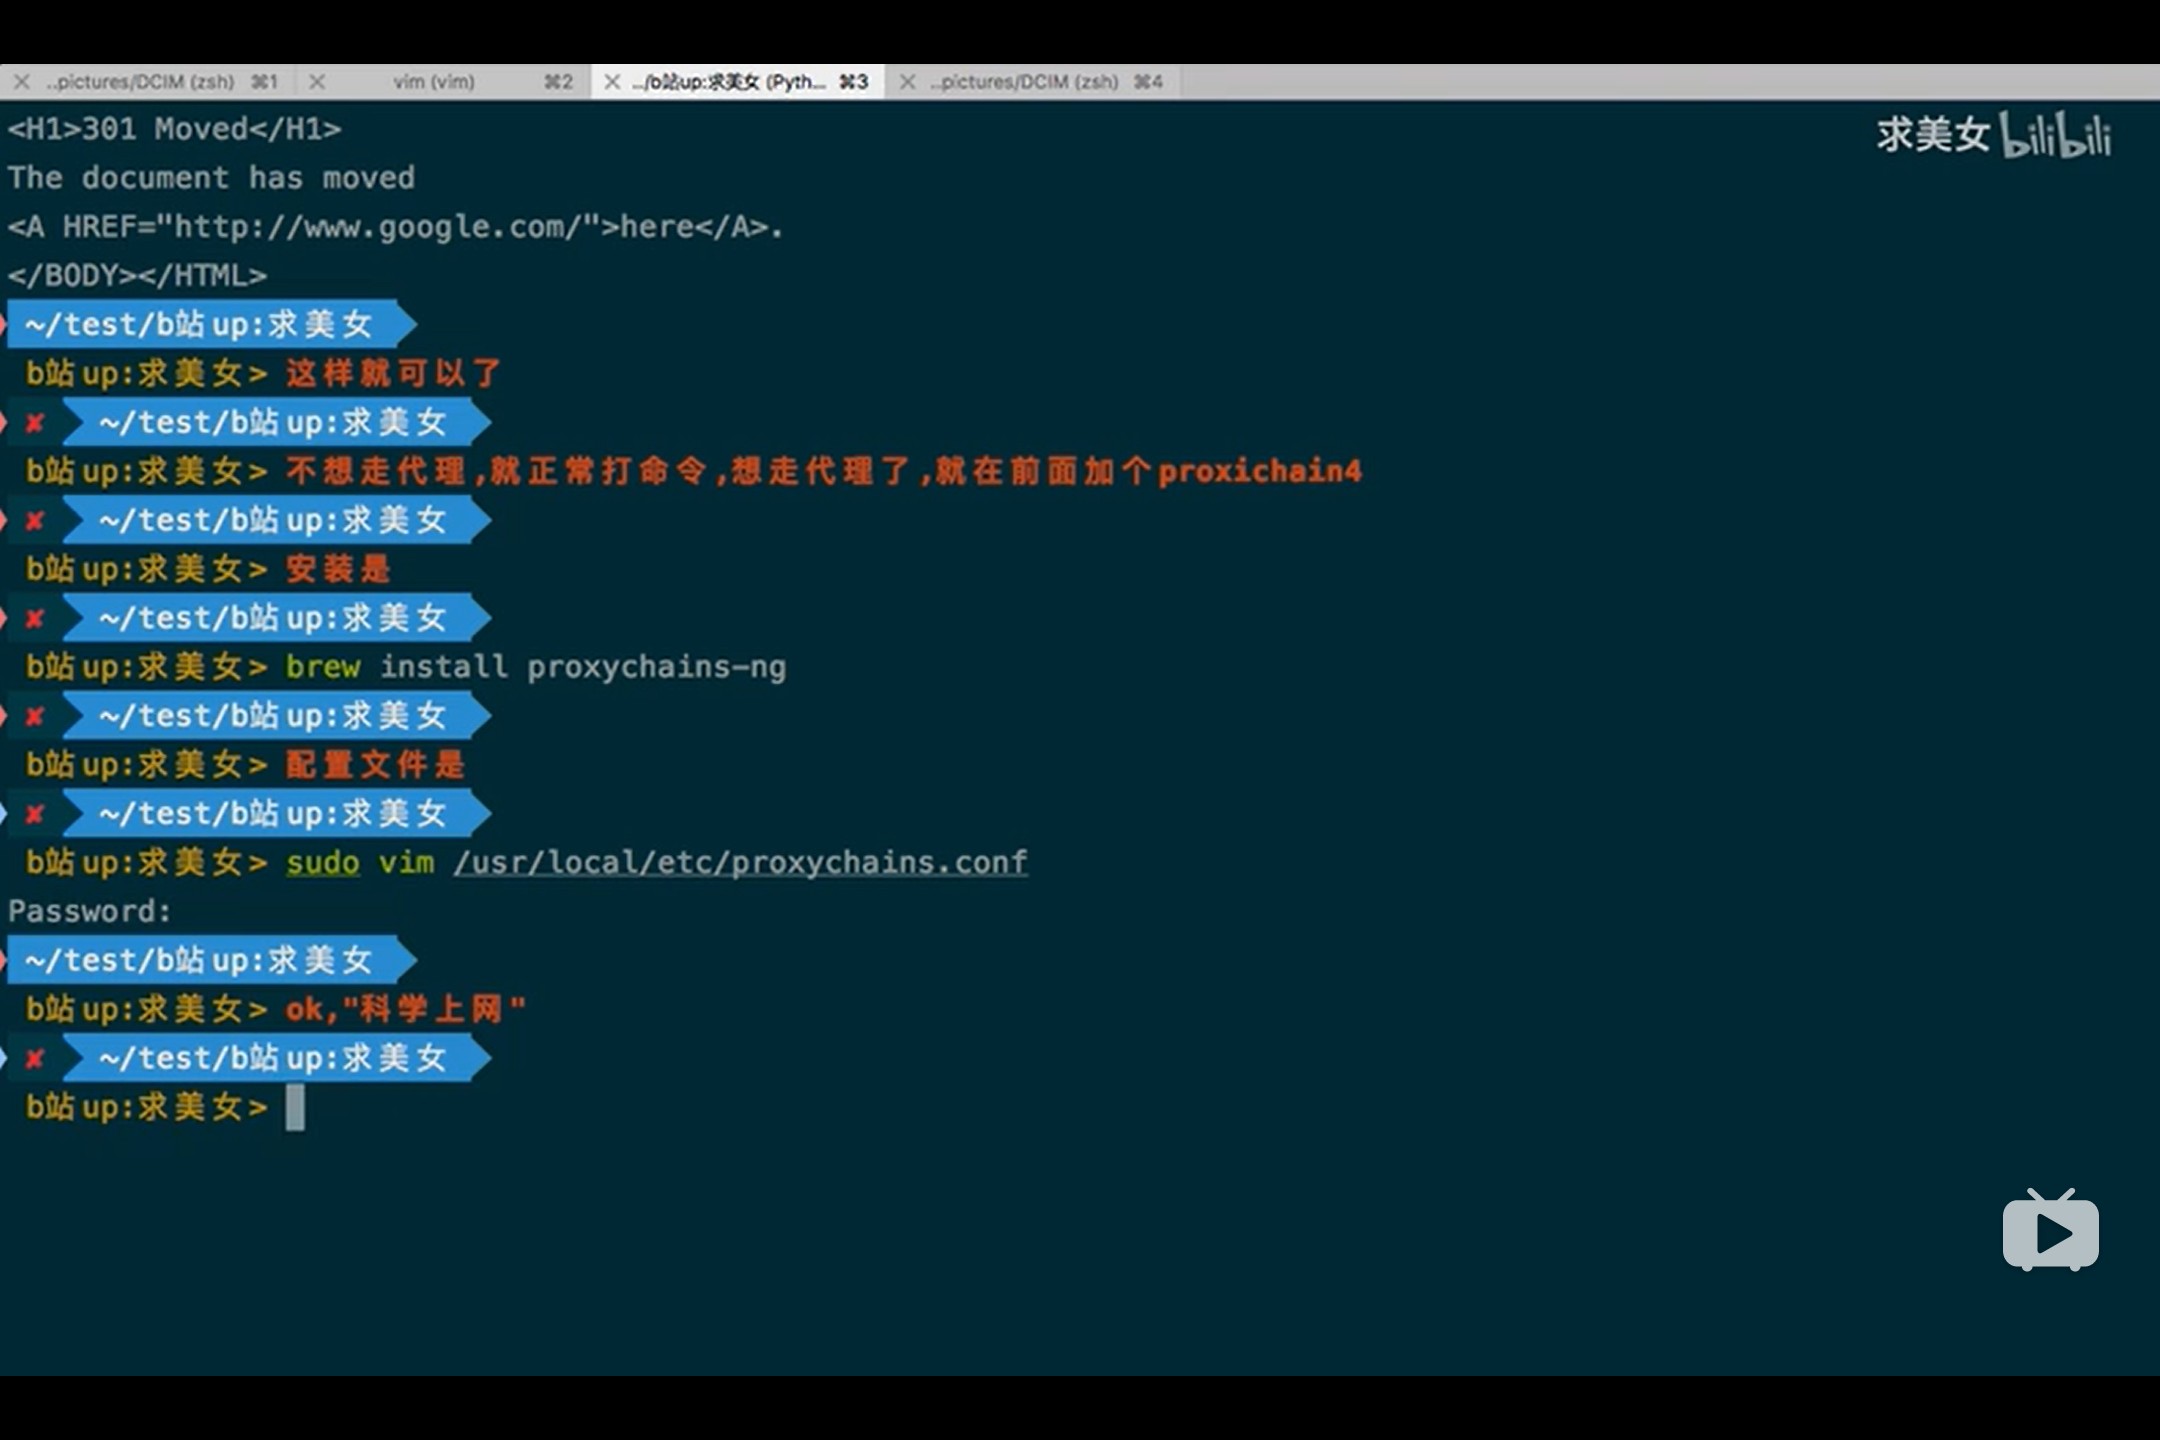 ..pictures/DCIM (zsh) ⌘1 vim (vim) ⌘2 .../b站up:求美女 (Pyth... ⌘3 ..pictures/DCIM (zsh) ⌘4
<H1>301 Moved</H1>
求美女 bilibili
The document has moved
<A HREF="http://www.google.com/">here</A>.
</BODY></HTML>
~/test/b站up:求美女
b站up:求美女> 这样就可以了
✘ ~/test/b站up:求美女
b站up:求美女> 不想走代理,就正常打命令,想走代理了,就在前面加个proxichain4
✘ ~/test/b站up:求美女
b站up:求美女> 安装是
✘ ~/test/b站up:求美女
b站up:求美女> brew install proxychains-ng
✘ ~/test/b站up:求美女
b站up:求美女> 配置文件是
✘ ~/test/b站up:求美女
b站up:求美女> sudo vim /usr/local/etc/proxychains.conf
Password:
~/test/b站up:求美女
b站up:求美女> ok,"科学上网"
✘ ~/test/b站up:求美女
b站up:求美女>